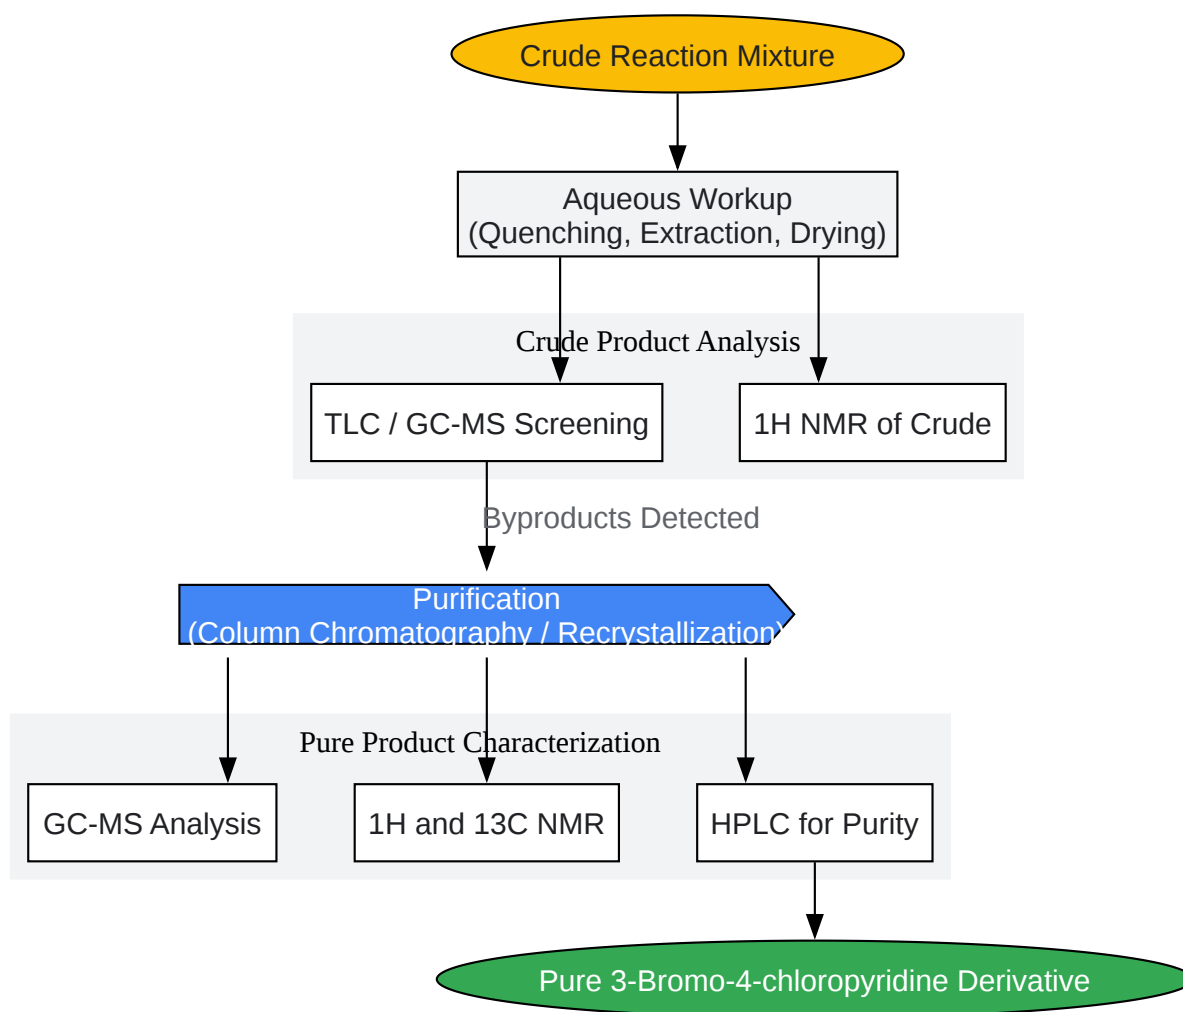 Crude Reaction Mixture
Aqueous Workup
(Quenching, Extraction, Drying)
Crude Product Analysis
TLC / GC-MS Screening
1H NMR of Crude
Byproducts Detected
Purification
(Column Chromatography / Recrystallization)
Pure Product Characterization
GC-MS Analysis
1H and 13C NMR
HPLC for Purity
Pure 3-Bromo-4-chloropyridine Derivative